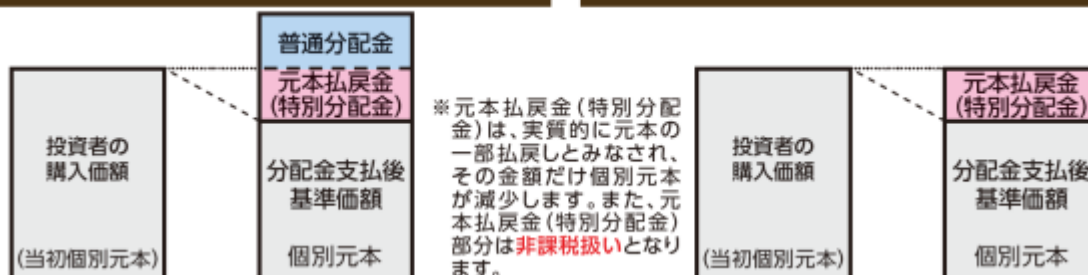 普通分配金
元本払戻金
(特別分配金)
投資者の
購入価額
(当初個別元本)
分配金支払後
基準価額
個別元本
※元本払戻金(特別分配
金)は、実質的に元本の
一部払戻しとみなされ、
その金額だけ個別元本
が減少します。また、元
本払戻金(特別分配金)
部分は非課税扱いとなり
ます。
投資者の
購入価額
(当初個別元本)
元本払戻金
(特別分配金)
分配金支払後
基準価額
個別元本